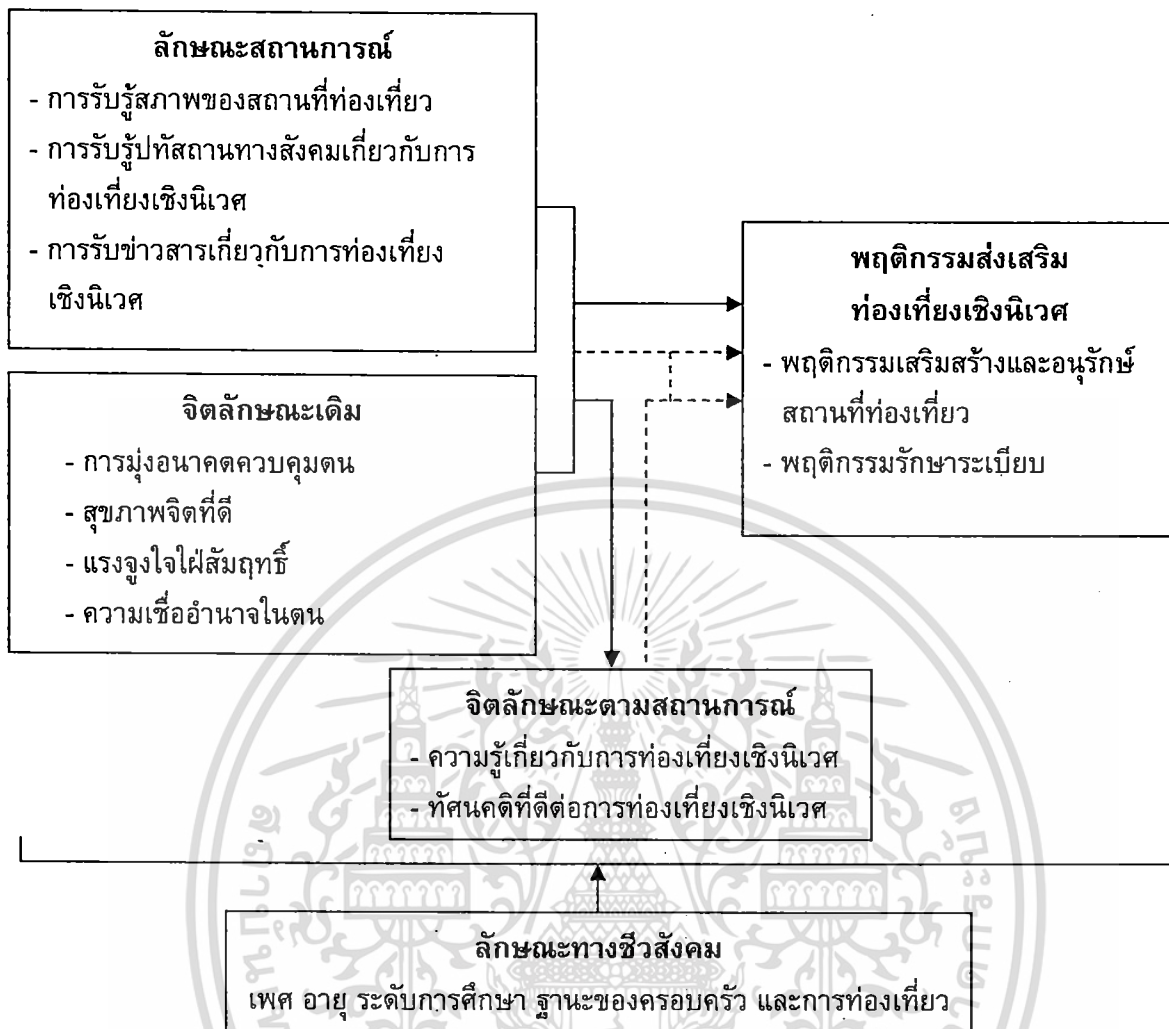 ลักษณะสถานการณ์
- การรับรู้สภาพของสถานที่ท่องเที่ยว
- การรับรู้ปทัสถานทางสังคมเกี่ยวกับการ
ท่องเที่ยงเชิงนิเวศ
- การรับข่าวสารเกี่ยวกับการท่องเที่ยง
เชิงนิเวศ
จิตลักษณะเดิม
- การมุ่งอนาคตควบคุมตน
- สุขภาพจิตที่ดี
- แรงจูงใจใฝ่สัมฤทธิ์
- ความเชื่ออำนาจในตน
พฤติกรรมส่งเสริม
ท่องเที่ยงเชิงนิเวศ
- พฤติกรรมเสริมสร้างและอนุรักษ์
สถานที่ท่องเที่ยว
- พฤติกรรมรักษาระเบียบ
จิตลักษณะตามสถานการณ์
- ความรู้เกี่ยวกับการท่องเที่ยงเชิงนิเวศ
- ทัศนคติที่ดีต่อการท่องเที่ยงเชิงนิเวศ
ลักษณะทางชีวสังคม
เพศ อายุ ระดับการศึกษา ฐานะของครอบครัว และการท่องเที่ยว